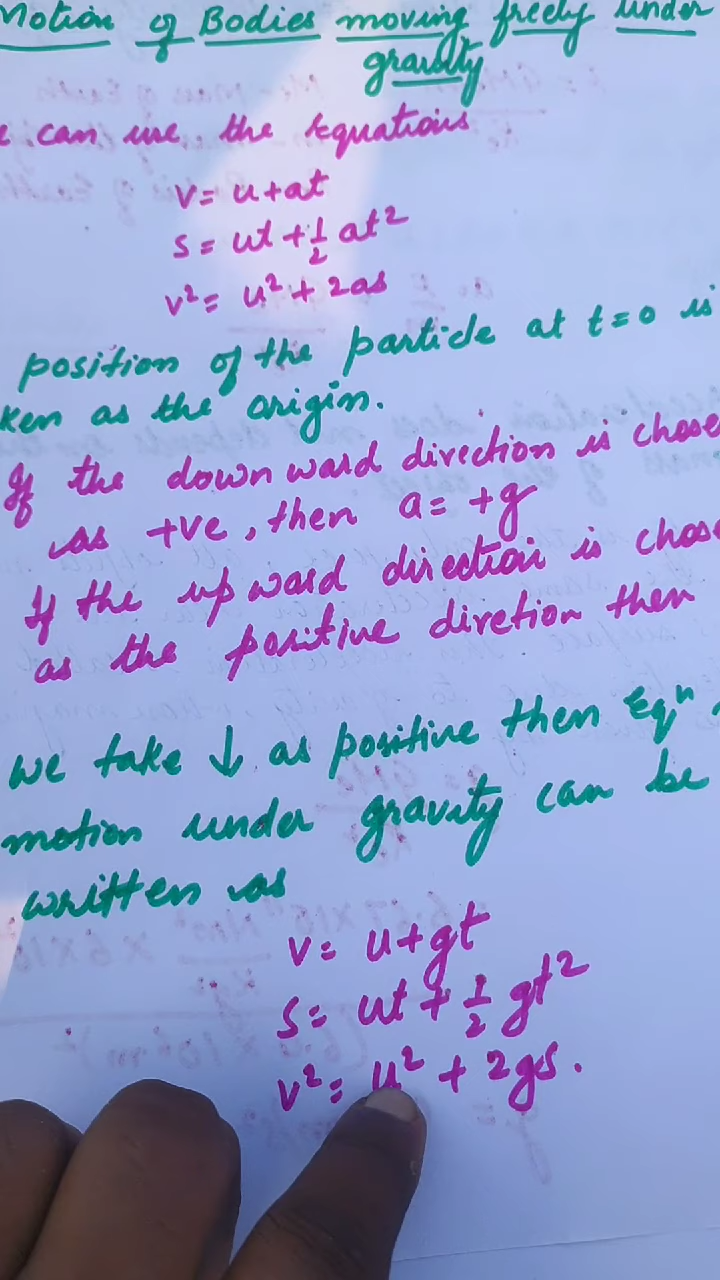 Motion of Bodies moving freely under
gravity
e can use the Equations
v = u + at
s = ut + 1/2 at²
v² = u² + 2as
position of the particle at t = 0 is
ken as the origin.
If the downward direction is chose
as +ve, then a = +g
If the upward direction is chose
as the positive diretion then
we take ↓ as positive then Eqⁿ
motion under gravity can be
written as
v = u + gt
s = ut + 1/2 gt²
v² = u² + 2gs.